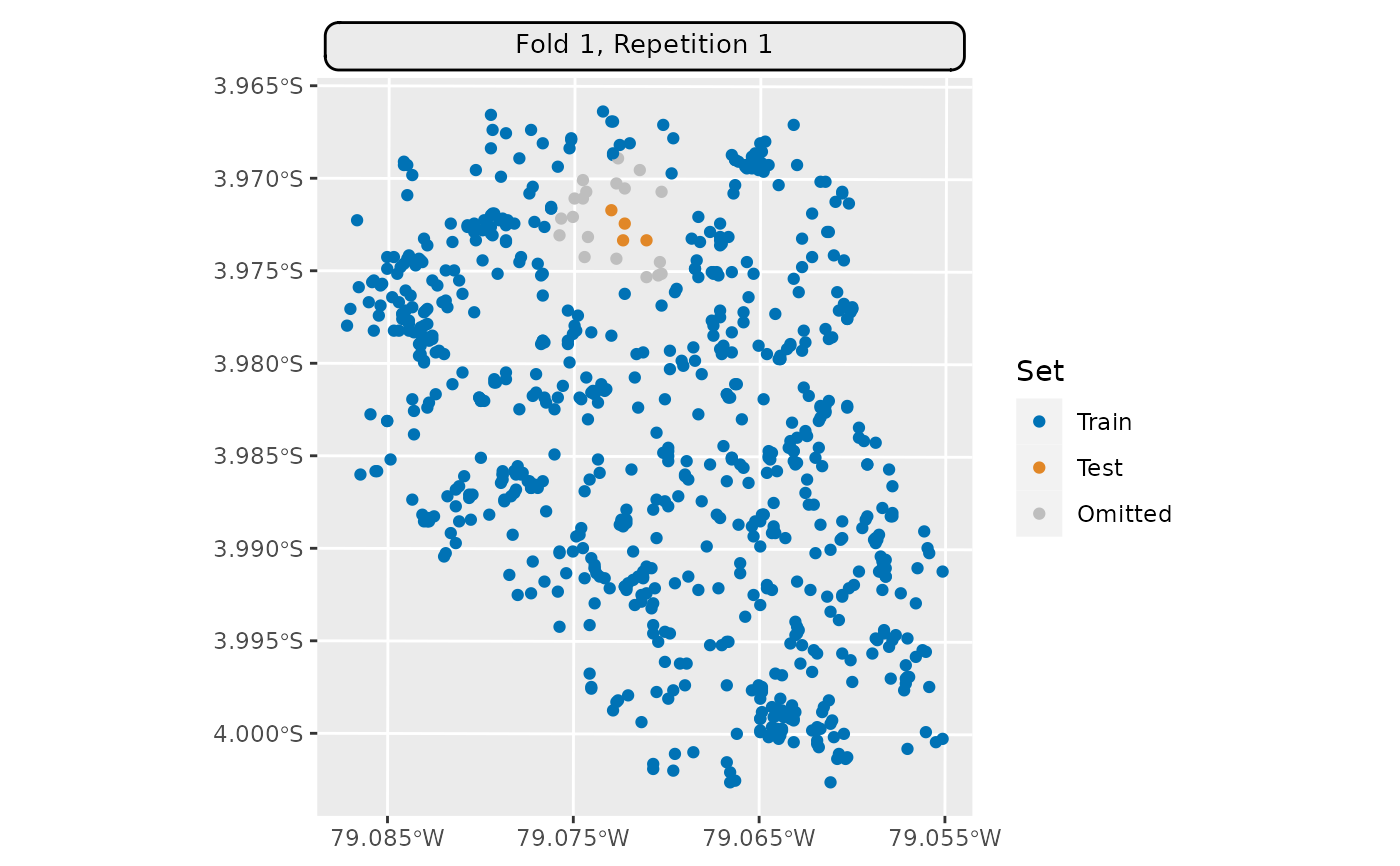 Fold 1, Repetition 1
3.965°S
3.970°S
3.975°S
3.980°S
3.985°S
3.990°S
3.995°S
4.000°S
79.085°W 79.075°W 79.065°W 79.055°W
Set
Train
Test
Omitted